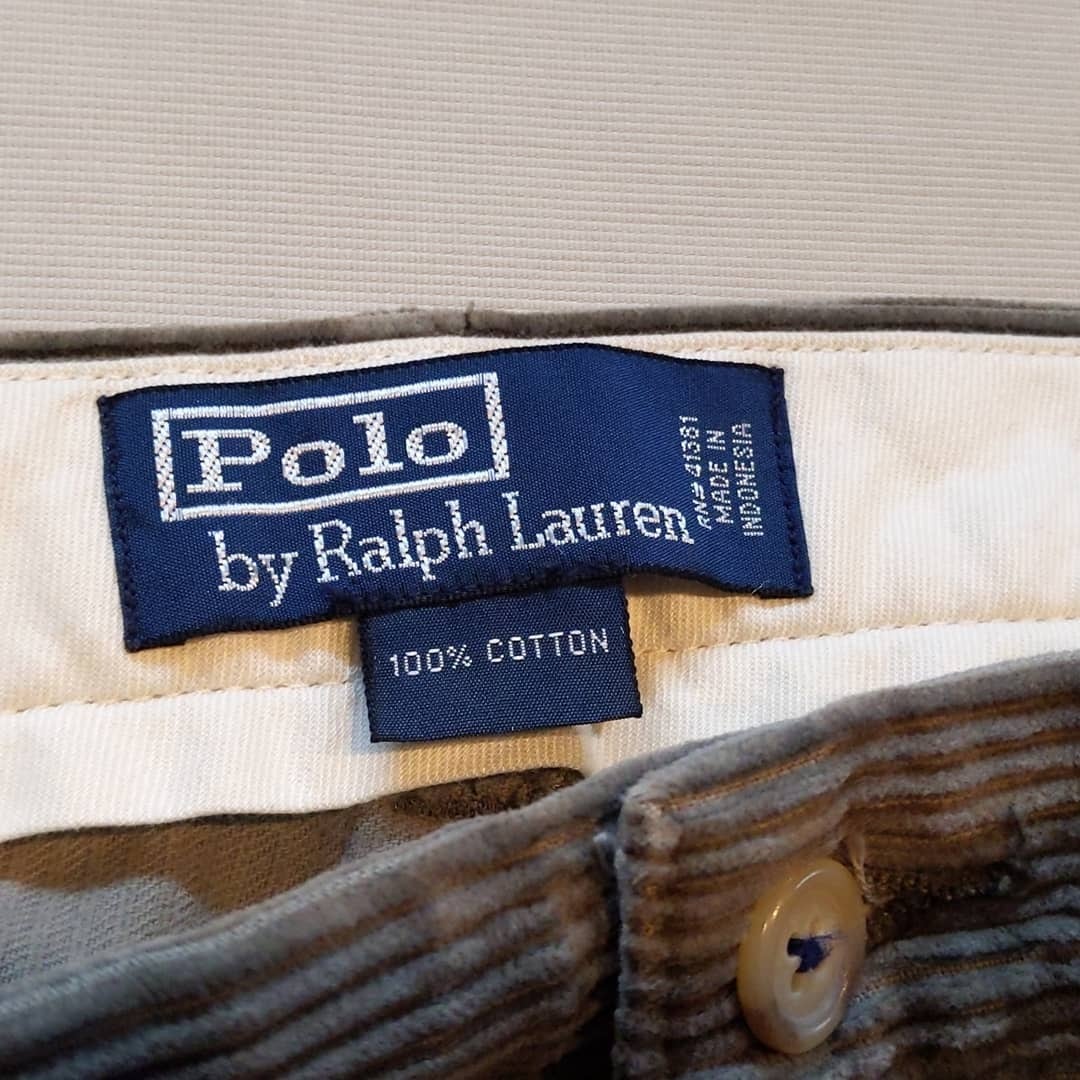 Polo
by Ralph Lauren
RN# 41381
MADE IN
INDONESIA
100% COTTON